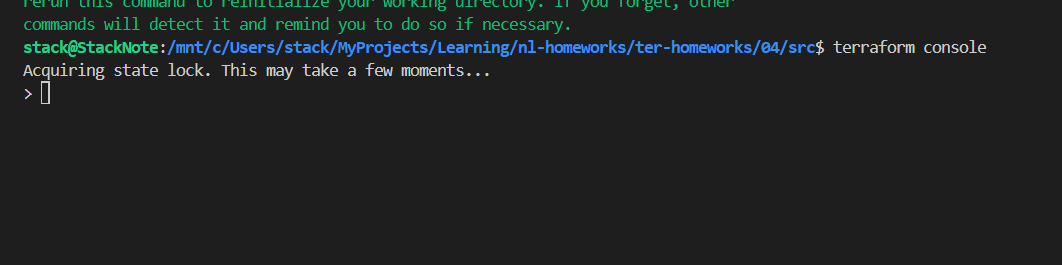 rerun this command to reinitialize your working directory. If you forget, other
commands will detect it and remind you to do so if necessary.
stack@StackNote:/mnt/c/Users/stack/MyProjects/Learning/nl-homeworks/ter-homeworks/04/src$ terraform console
Acquiring state lock. This may take a few moments...
>